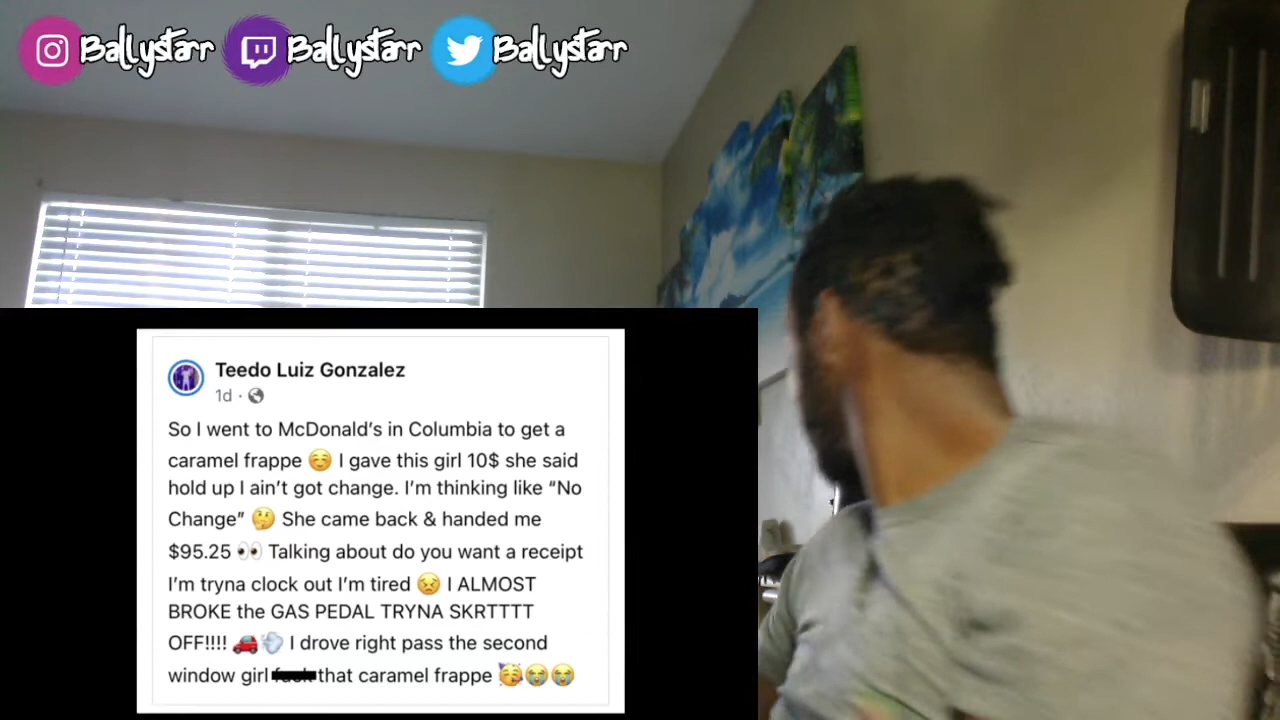 Ballystarr Ballystarr Ballystarr
Teedo Luiz Gonzalez
1d ·
So I went to McDonald's in Columbia to get a
caramel frappe ☺️ I gave this girl 10$ she said
hold up I ain't got change. I'm thinking like “No
Change” 🤔 She came back & handed me
$95.25 👀 Talking about do you want a receipt
I'm tryna clock out I'm tired 😣 I ALMOST
BROKE the GAS PEDAL TRYNA SKRTTTT
OFF!!!! 🚗💨 I drove right pass the second
window girl that caramel frappe 🥳😭😭